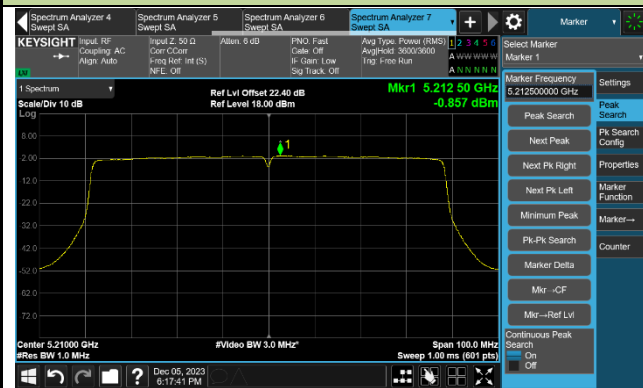 Spectrum Analyzer 4
Swept SA
Spectrum Analyzer 5
Swept SA
Spectrum Analyzer 6
Swept SA
Spectrum Analyzer 7
Swept SA
Marker
KEYSIGHT
Input: RF
Coupling: AC
Align: Auto
Input Z: 50 Ω
Corr CCorr
Freq Ref: Int (S)
NFE: Off
Atten: 6 dB
PNO: Fast
Gate: Off
IF Gain: Low
Sig Track: Off
Avg Type: Power (RMS)
Avg|Hold: 3600/3600
Trig: Free Run
1 2 3 4 5 6
A W W W W W
A N N N N N
LXI
Select Marker
Marker 1
1 Spectrum
Scale/Div 10 dB
Ref Lvl Offset 22.40 dB
Ref Level 18.00 dBm
Mkr1 5.212 50 GHz
-0.857 dBm
Log
8.00
-2.00
-12.0
-22.0
-32.0
-42.0
-52.0
-62.0
-72.0
1
Center 5.21000 GHz
#Res BW 1.0 MHz
#Video BW 3.0 MHz*
Span 100.0 MHz
Sweep 1.00 ms (601 pts)
Marker Frequency
5.212500000 GHz
Peak Search
Next Peak
Next Pk Right
Next Pk Left
Minimum Peak
Pk-Pk Search
Marker Delta
Mkr→CF
Mkr→Ref Lvl
Continuous Peak
Search
On
Off
Settings
Peak
Search
Pk Search
Config
Properties
Marker
Function
Marker→
Counter
Dec 05, 2023
6:17:41 PM